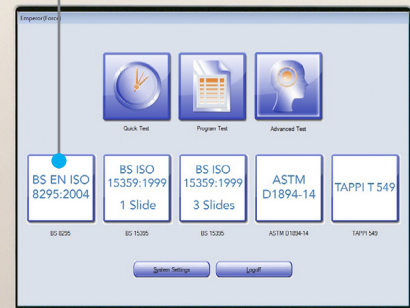 Emperor(Force)
Quick Test
Program Test
Advanced Test
BS EN ISO
8295:2004
BS ISO
15359:1999
1 Slide
BS ISO
15359:1999
3 Slides
ASTM
D1894-14
TAPPI T 549
BS 8295
BS 15395
BS 15395
ASTM D1894-14
TAPPI 549
System Settings
Logoff